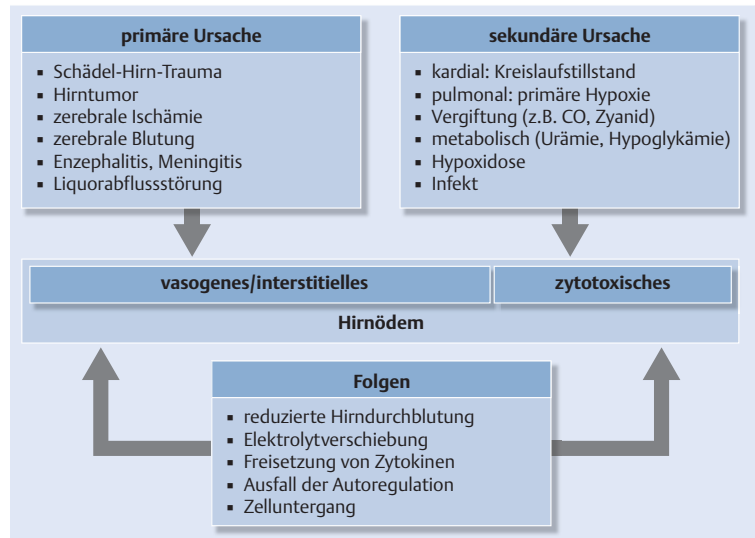 primäre Ursache
▪ Schädel-Hirn-Trauma
▪ Hirntumor
▪ zerebrale Ischämie
▪ zerebrale Blutung
▪ Enzephalitis, Meningitis
▪ Liquorabflussstörung
sekundäre Ursache
▪ kardial: Kreislaufstillstand
▪ pulmonal: primäre Hypoxie
▪ Vergiftung (z.B. CO, Zyanid)
▪ metabolisch (Urämie, Hypoglykämie)
▪ Hypoxidose
▪ Infekt
vasogenes/interstitielles
zytotoxisches
Hirnödem
Folgen
▪ reduzierte Hirndurchblutung
▪ Elektrolytverschiebung
▪ Freisetzung von Zytokinen
▪ Ausfall der Autoregulation
▪ Zelluntergang